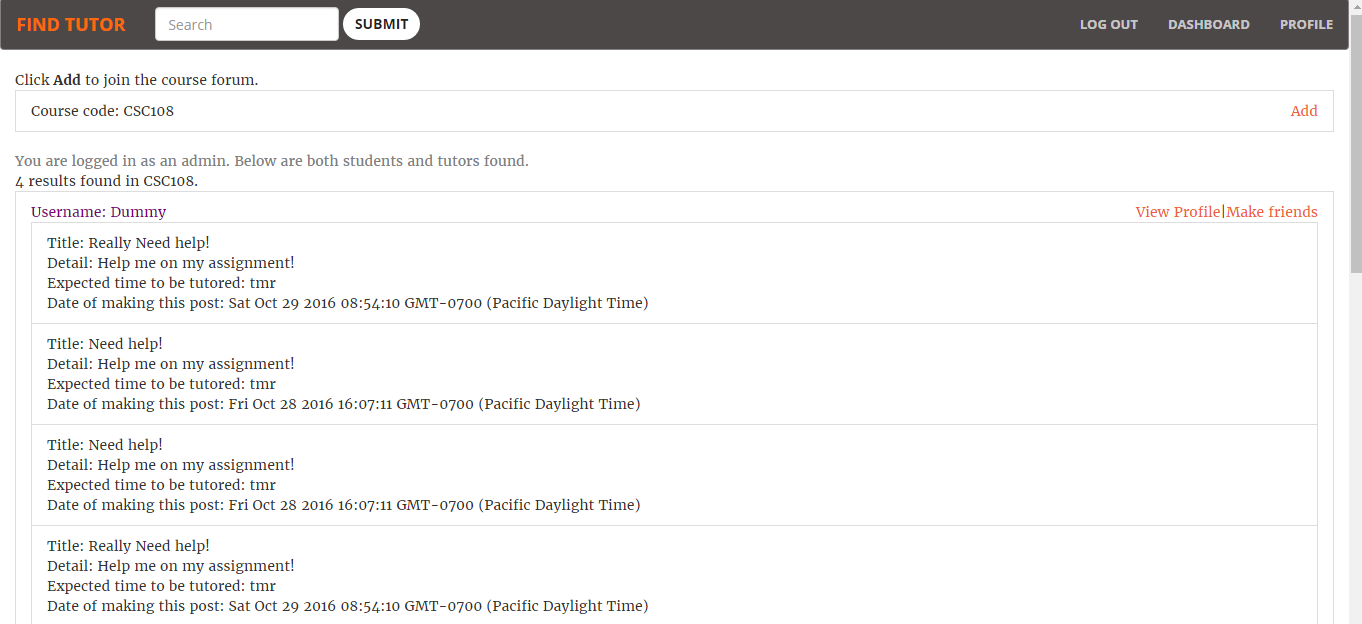 FIND TUTOR Search SUBMIT LOG OUT DASHBOARD PROFILE
Click Add to join the course forum.
Course code: CSC108 Add
You are logged in as an admin. Below are both students and tutors found.
4 results found in CSC108.
Username: Dummy View Profile|Make friends
Title: Really Need help!
Detail: Help me on my assignment!
Expected time to be tutored: tmr
Date of making this post: Sat Oct 29 2016 08:54:10 GMT-0700 (Pacific Daylight Time)
Title: Need help!
Detail: Help me on my assignment!
Expected time to be tutored: tmr
Date of making this post: Fri Oct 28 2016 16:07:11 GMT-0700 (Pacific Daylight Time)
Title: Need help!
Detail: Help me on my assignment!
Expected time to be tutored: tmr
Date of making this post: Fri Oct 28 2016 16:07:11 GMT-0700 (Pacific Daylight Time)
Title: Really Need help!
Detail: Help me on my assignment!
Expected time to be tutored: tmr
Date of making this post: Sat Oct 29 2016 08:54:10 GMT-0700 (Pacific Daylight Time)